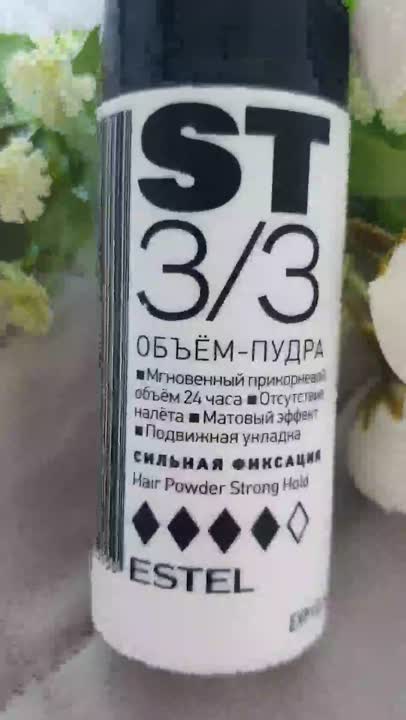 ST
3/3
ОБЪЁМ-ПУДРА
■Мгновенный прикорневой
объём 24 часа ■Отсутствие
налёта ■Матовый эффект
■Подвижная укладка
СИЛЬНАЯ ФИКСАЦИЯ
Hair Powder Strong Hold
ESTEL